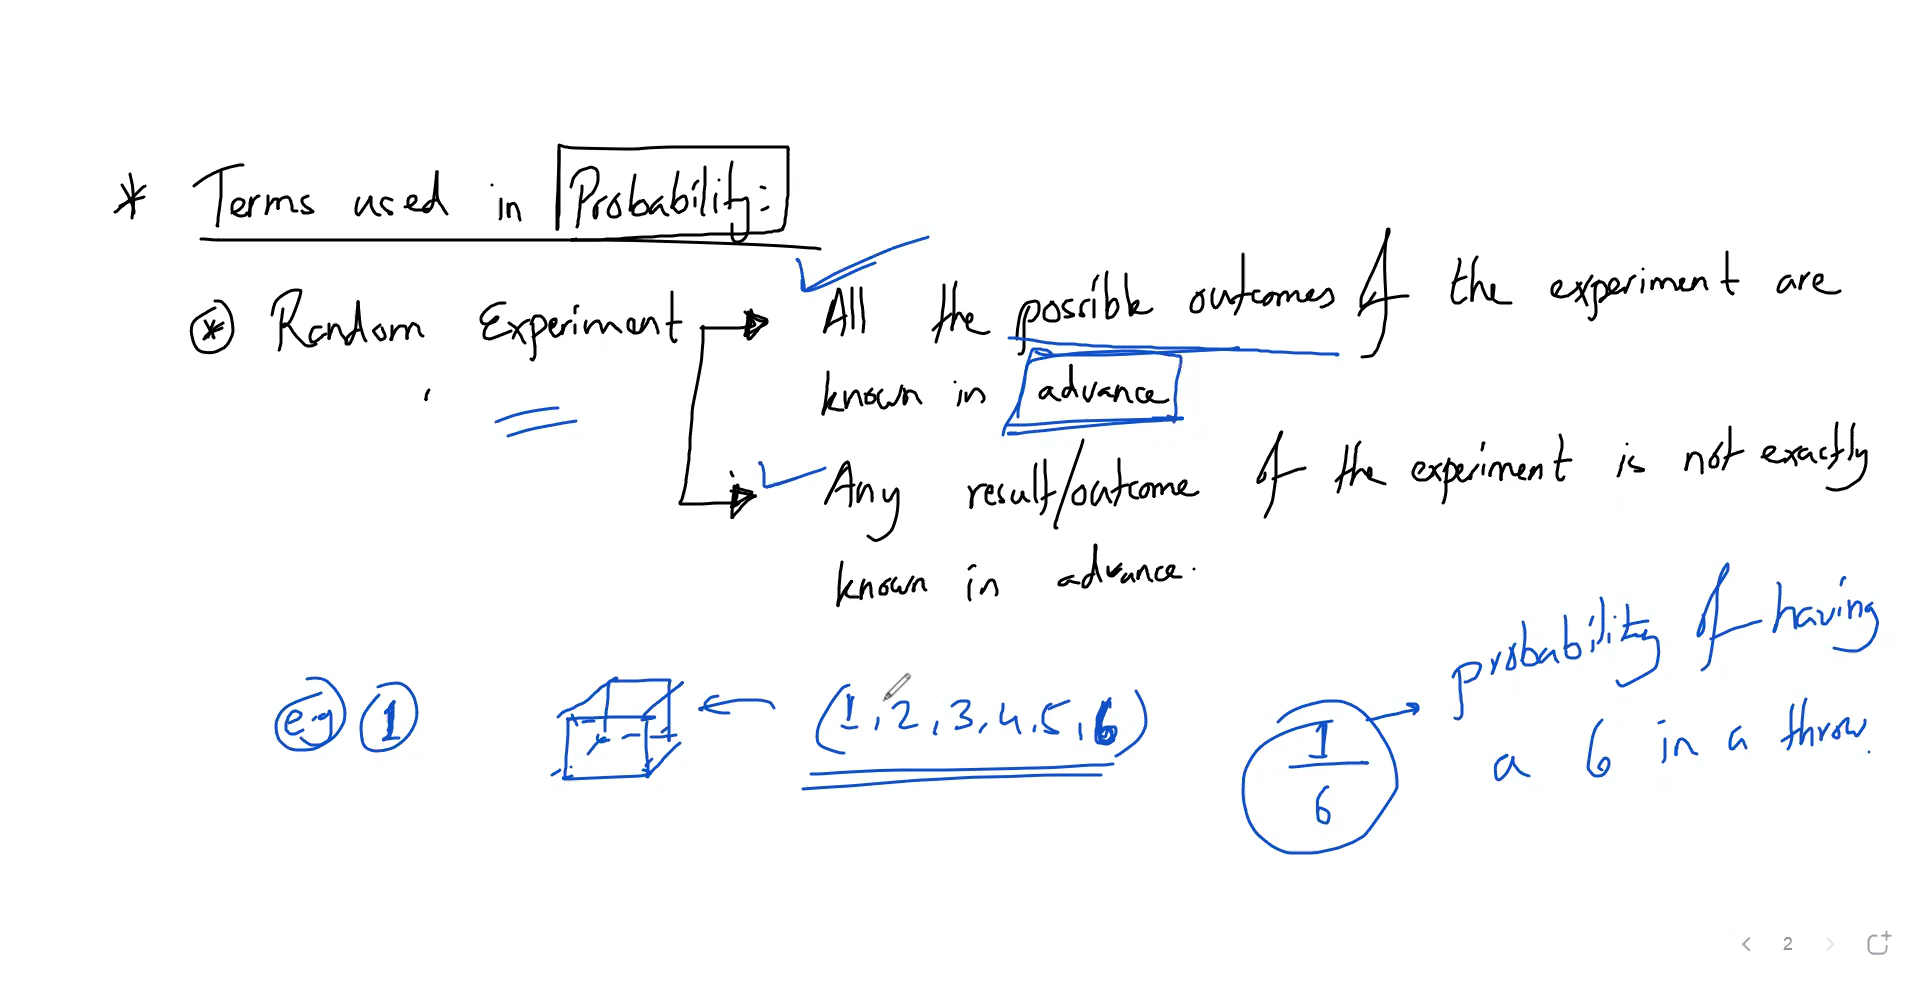 * Terms used in Probability:
* Random Experiment
All the possible outcomes of the experiment are
known in advance
Any result/outcome of the experiment is not exactly
known in advance.
e.g 1
(1,2,3,4,5,6)
1
6
probability of having
a 6 in a throw.
2